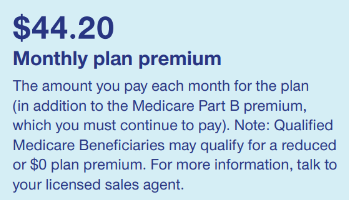 $44.20
Monthly plan premium
The amount you pay each month for the plan
(in addition to the Medicare Part B premium,
which you must continue to pay). Note: Qualified
Medicare Beneficiaries may qualify for a reduced
or $0 plan premium. For more information, talk to
your licensed sales agent.